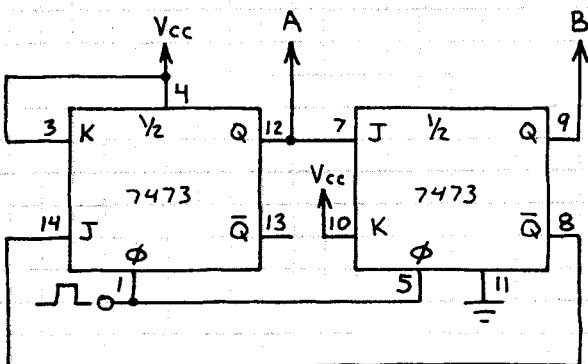 Vcc A B
4
3 K ½ Q 12 7 J ½ Q 9
Vcc
7473 7473
14 J Q̅ 13 10 K Q̅ 8
ϕ ϕ
1 5 11